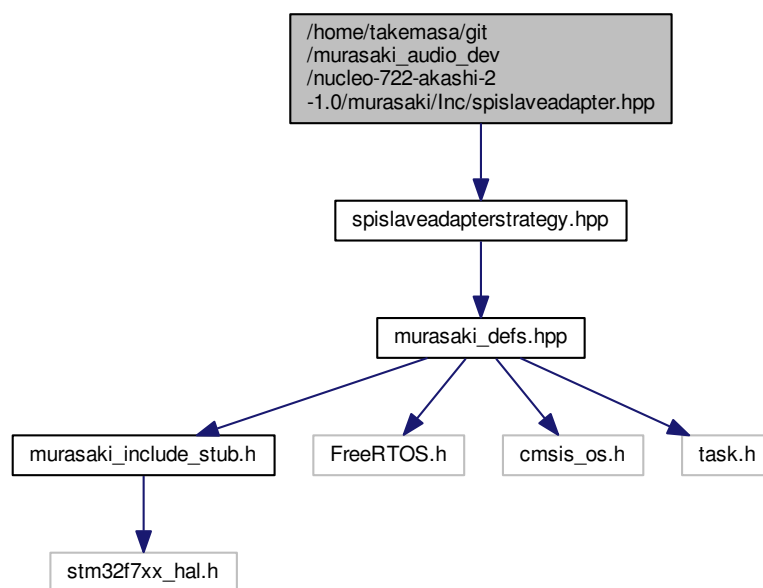 /home/takemasa/git
/murasaki_audio_dev
/nucleo-722-akashi-2
-1.0/murasaki/Inc/spislaveadapter.hpp
spislaveadapterstrategy.hpp
murasaki_defs.hpp
murasaki_include_stub.h
FreeRTOS.h
cmsis_os.h
task.h
stm32f7xx_hal.h